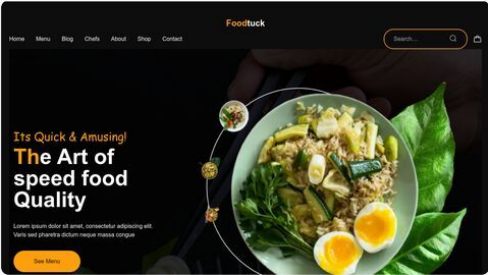 Foodtuck
Home Menu Blog Chefs About Shop Contact
Search...
Its Quick & Amusing!
The Art of
speed food
Quality
Lorem ipsum dolor sit amet, consectetur adipiscing elit.
Varis sed pharetra dictum neque massa congue
See Menu